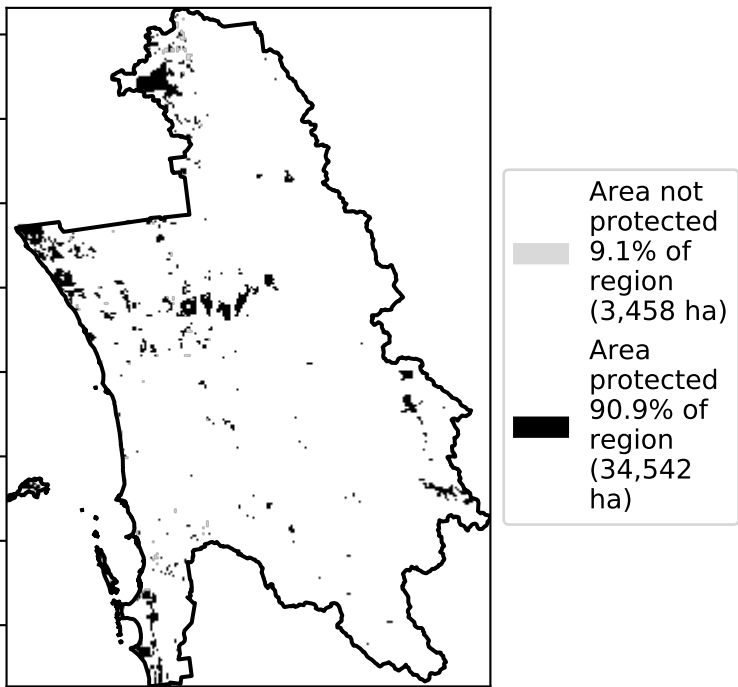 Area not
protected
9.1% of
region
(3,458 ha)
Area
protected
90.9% of
region
(34,542
ha)